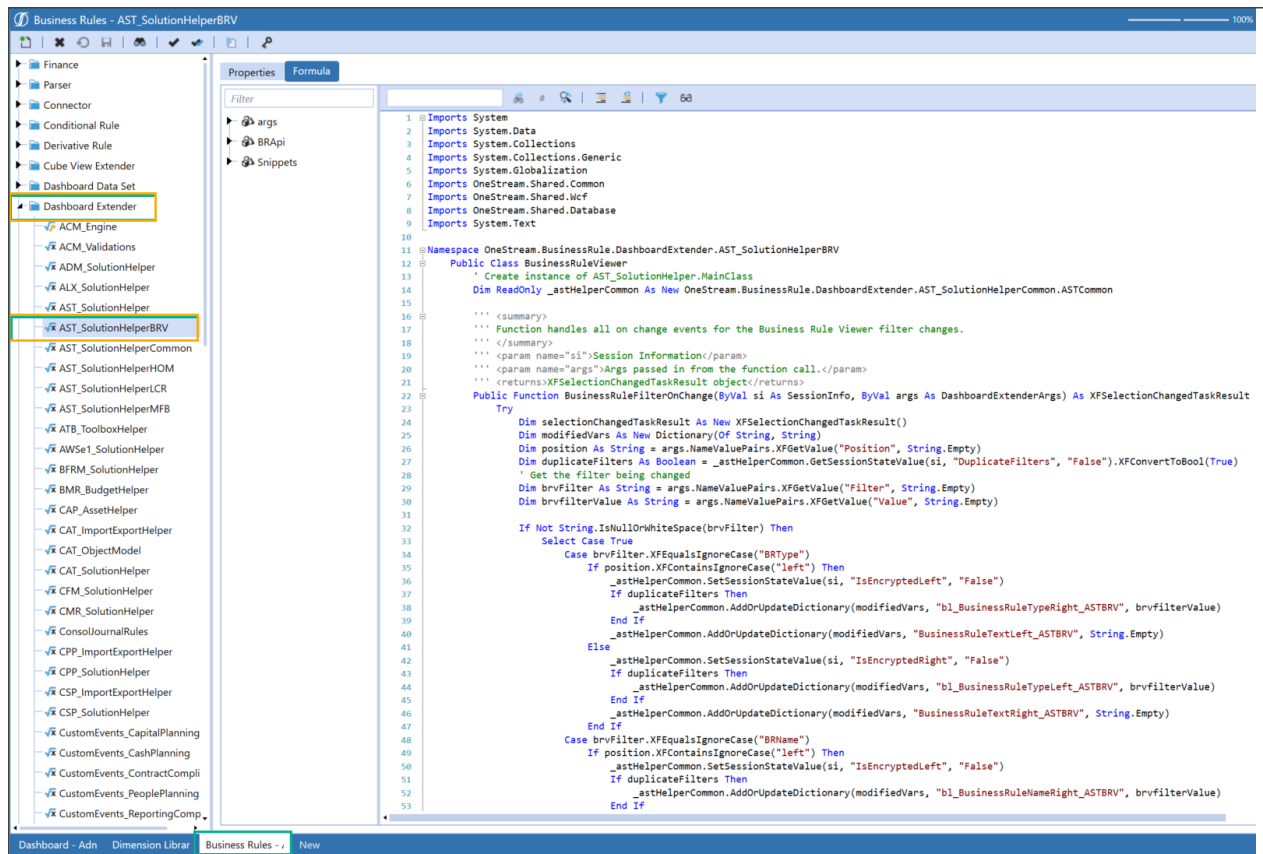 Business Rules - AST_SolutionHelperBRV
100%
Finance
Parser
Connector
Conditional Rule
Derivative Rule
Cube View Extender
Dashboard Data Set
Dashboard Extender
ACM_Engine
ACM_Validations
ADM_SolutionHelper
ALX_SolutionHelper
AST_SolutionHelper
AST_SolutionHelperBRV
AST_SolutionHelperCommon
AST_SolutionHelperHOM
AST_SolutionHelperLCR
AST_SolutionHelperMFB
ATB_ToolboxHelper
AWSe1_SolutionHelper
BFRM_SolutionHelper
BMR_BudgetHelper
CAP_AssetHelper
CAT_ImportExportHelper
CAT_ObjectModel
CAT_SolutionHelper
CFM_SolutionHelper
CMR_SolutionHelper
ConsolJournalRules
CPP_ImportExportHelper
CPP_SolutionHelper
CSP_ImportExportHelper
CSP_SolutionHelper
CustomEvents_CapitalPlanning
CustomEvents_CashPlanning
CustomEvents_ContractCompli
CustomEvents_PeoplePlanning
CustomEvents_ReportingComp
Properties Formula
Filter
args
BRApi
Snippets
#
1 Imports System
2 Imports System.Data
3 Imports System.Collections
4 Imports System.Collections.Generic
5 Imports System.Globalization
6 Imports OneStream.Shared.Common
7 Imports OneStream.Shared.Wcf
8 Imports OneStream.Shared.Database
9 Imports System.Text
10
11 Namespace OneStream.BusinessRule.DashboardExtender.AST_SolutionHelperBRV
12 Public Class BusinessRuleViewer
13 ' Create instance of AST_SolutionHelper.MainClass
14 Dim ReadOnly _astHelperCommon As New OneStream.BusinessRule.DashboardExtender.AST_SolutionHelperCommon.ASTCommon
15
16 ''' <summary>
17 ''' Function handles all on change events for the Business Rule Viewer filter changes.
18 ''' </summary>
19 ''' <param name="si">Session Information</param>
20 ''' <param name="args">Args passed in from the function call.</param>
21 ''' <returns>XFSelectionChangedTaskResult object</returns>
22 Public Function BusinessRuleFilterOnChange(ByVal si As SessionInfo, ByVal args As DashboardExtenderArgs) As XFSelectionChangedTaskResult
23 Try
24 Dim selectionChangedTaskResult As New XFSelectionChangedTaskResult()
25 Dim modifiedVars As New Dictionary(Of String, String)
26 Dim position As String = args.NameValuePairs.XFGetValue("Position", String.Empty)
27 Dim duplicateFilters As Boolean = _astHelperCommon.GetSessionStateValue(si, "DuplicateFilters", "False").XFConvertToBool(True)
28 ' Get the filter being changed
29 Dim brvFilter As String = args.NameValuePairs.XFGetValue("Filter", String.Empty)
30 Dim brvfilterValue As String = args.NameValuePairs.XFGetValue("Value", String.Empty)
31
32 If Not String.IsNullOrWhiteSpace(brvFilter) Then
33 Select Case True
34 Case brvFilter.XFEqualsIgnoreCase("BRType")
35 If position.XFContainsIgnoreCase("left") Then
36 _astHelperCommon.SetSessionStateValue(si, "IsEncryptedLeft", "False")
37 If duplicateFilters Then
38 _astHelperCommon.AddOrUpdateDictionary(modifiedVars, "bl_BusinessRuleTypeRight_ASTBRV", brvfilterValue)
39 End If
40 _astHelperCommon.AddOrUpdateDictionary(modifiedVars, "BusinessRuleTextLeft_ASTBRV", String.Empty)
41 Else
42 _astHelperCommon.SetSessionStateValue(si, "IsEncryptedRight", "False")
43 If duplicateFilters Then
44 _astHelperCommon.AddOrUpdateDictionary(modifiedVars, "bl_BusinessRuleTypeLeft_ASTBRV", brvfilterValue)
45 End If
46 _astHelperCommon.AddOrUpdateDictionary(modifiedVars, "BusinessRuleTextRight_ASTBRV", String.Empty)
47 End If
48 Case brvFilter.XFEqualsIgnoreCase("BRName")
49 If position.XFContainsIgnoreCase("left") Then
50 _astHelperCommon.SetSessionStateValue(si, "IsEncryptedLeft", "False")
51 If duplicateFilters Then
52 _astHelperCommon.AddOrUpdateDictionary(modifiedVars, "bl_BusinessRuleNameRight_ASTBRV", brvfilterValue)
53 End If
Dashboard - Adn Dimension Librar Business Rules - New